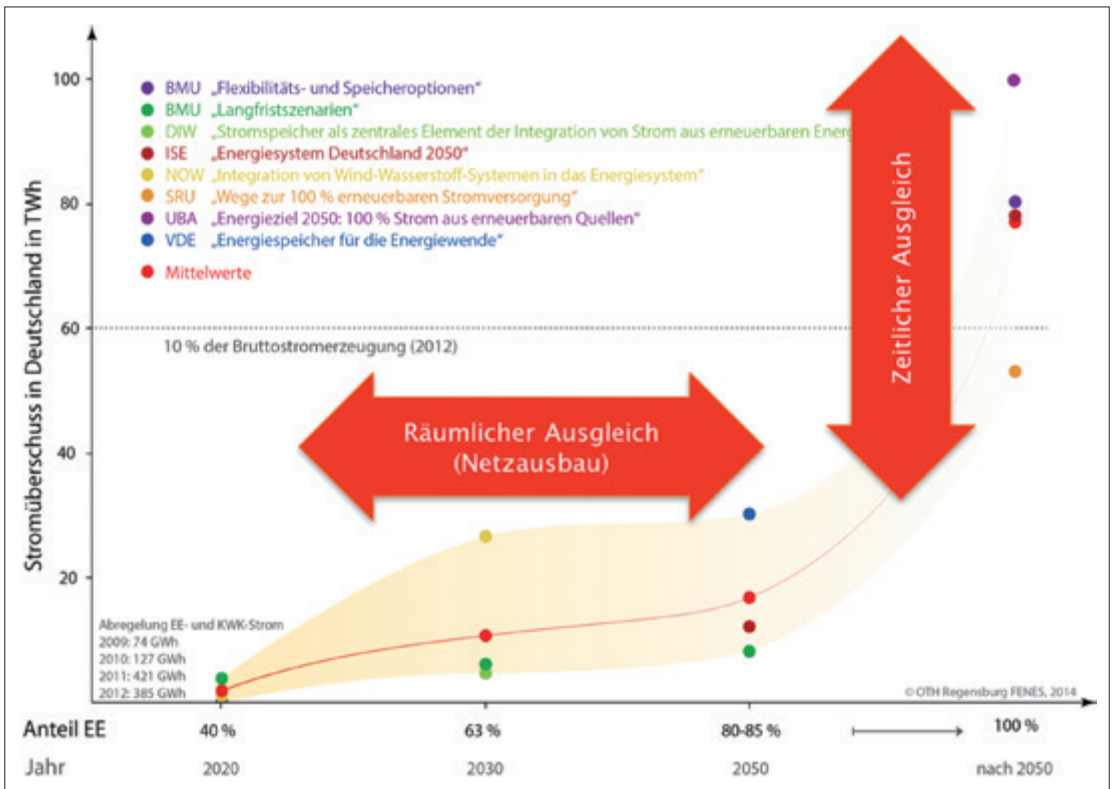 Stromüberschuss in Deutschland in TWh
100
80
60
40
20
BMU „Flexibilitäts- und Speicheroptionen“
BMU „Langfristszenarien“
DIW „Stromspeicher als zentrales Element der Integration von Strom aus erneuerbaren Energ
ISE „Energiesystem Deutschland 2050“
NOW „Integration von Wind-Wasserstoff-Systemen in das Energiesystem“
SRU „Wege zur 100 % erneuerbaren Stromversorgung“
UBA „Energieziel 2050: 100 % Strom aus erneuerbaren Quellen“
VDE „Energiespeicher für die Energiewende“
Mittelwerte
10 % der Bruttostromerzeugung (2012)
Zeitlicher Ausgleich
Räumlicher Ausgleich
(Netzausbau)
Abregelung EE- und KWK-Strom
2009: 74 GWh
2010: 127 GWh
2011: 421 GWh
2012: 385 GWh
© OTH Regensburg FENES, 2014
Anteil EE 40 % 63 % 80-85 % 100 %
Jahr 2020 2030 2050 nach 2050